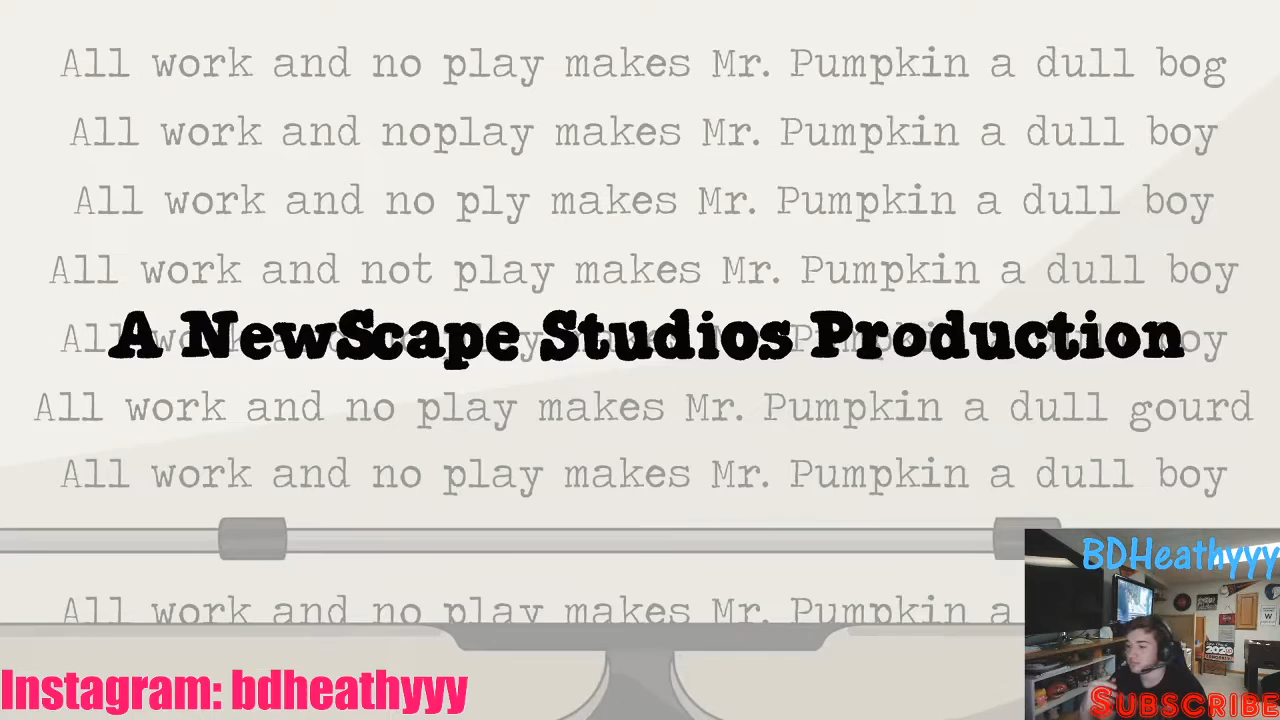 All work and no play makes Mr. Pumpkin a dull bog
All work and noplay makes Mr. Pumpkin a dull boy
All work and no ply makes Mr. Pumpkin a dull boy
All work and not play makes Mr. Pumpkin a dull boy
A NewScape Studios Production
All work and no play makes Mr. Pumpkin a dull gourd
All work and no play makes Mr. Pumpkin a dull boy
All work and no play makes Mr. Pumpkin a
BDHeathyyy
2020
Instagram: bdheathyyy
SUBSCRIBE